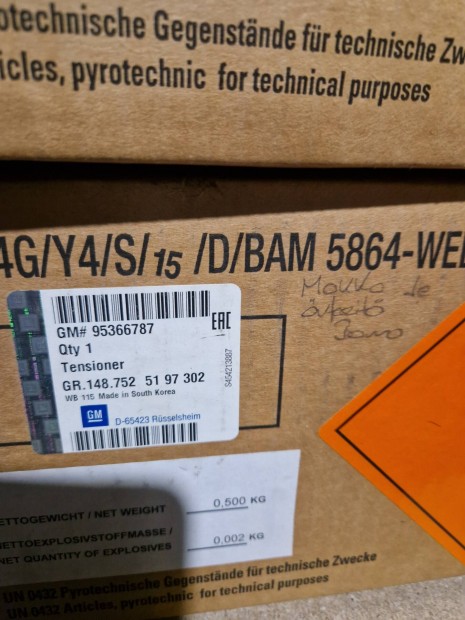 otechnische Gegenstände für technische Zw
icles, pyrotechnic for technical purposes
4G/Y4/S/15 /D/BAM 5864-WEI
GM# 95366787
EAC
Qty 1
Tensioner
GR.148.752 51 97 302
WB 115 Made in South Korea
S454213882
GM
D-65423 Rüsselsheim
ETTOGEWICHT / NET WEIGHT 0,500 KG
NETTOEXPLOSIVSTOFFMASSE / 0,002 KG
NET QUANTITY OF EXPLOSIVES
UN 0432 Pyrotechnische Gegenstände für technische Zwecke
UN 0432 Articles, pyrotechnic for technical purposes